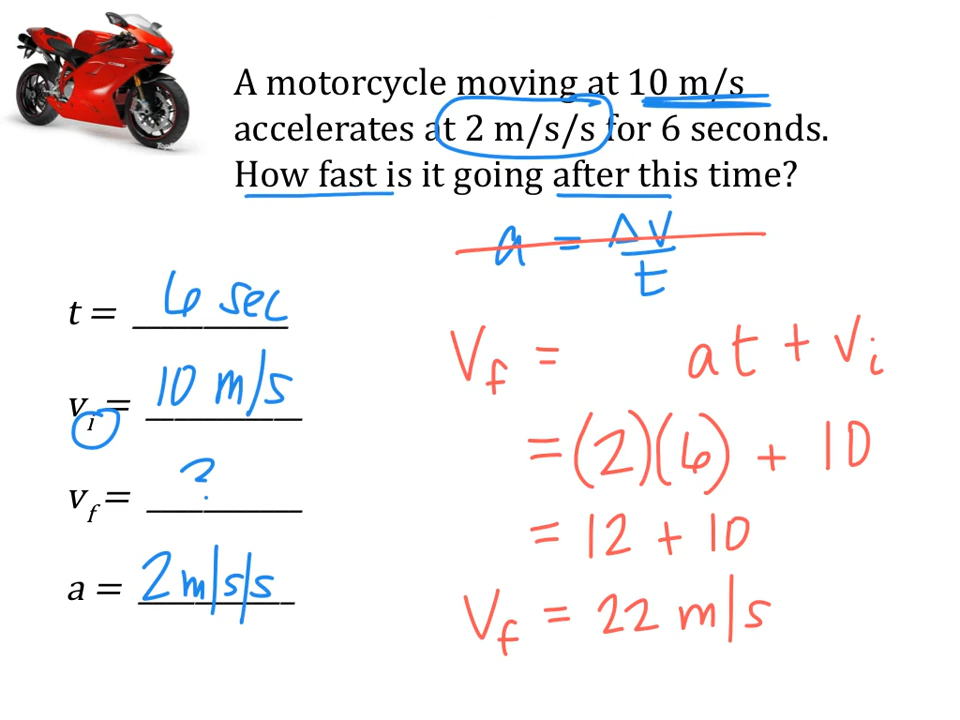 A motorcycle moving at 10 m/s
accelerates at 2 m/s/s for 6 seconds.
How fast is it going after this time?
a = Δv/t
t = 6 sec
vi = 10 m/s
vf = ?
a = 2 m/s/s
Vf = at + Vi
= (2)(6) + 10
= 12 + 10
Vf = 22 m/s